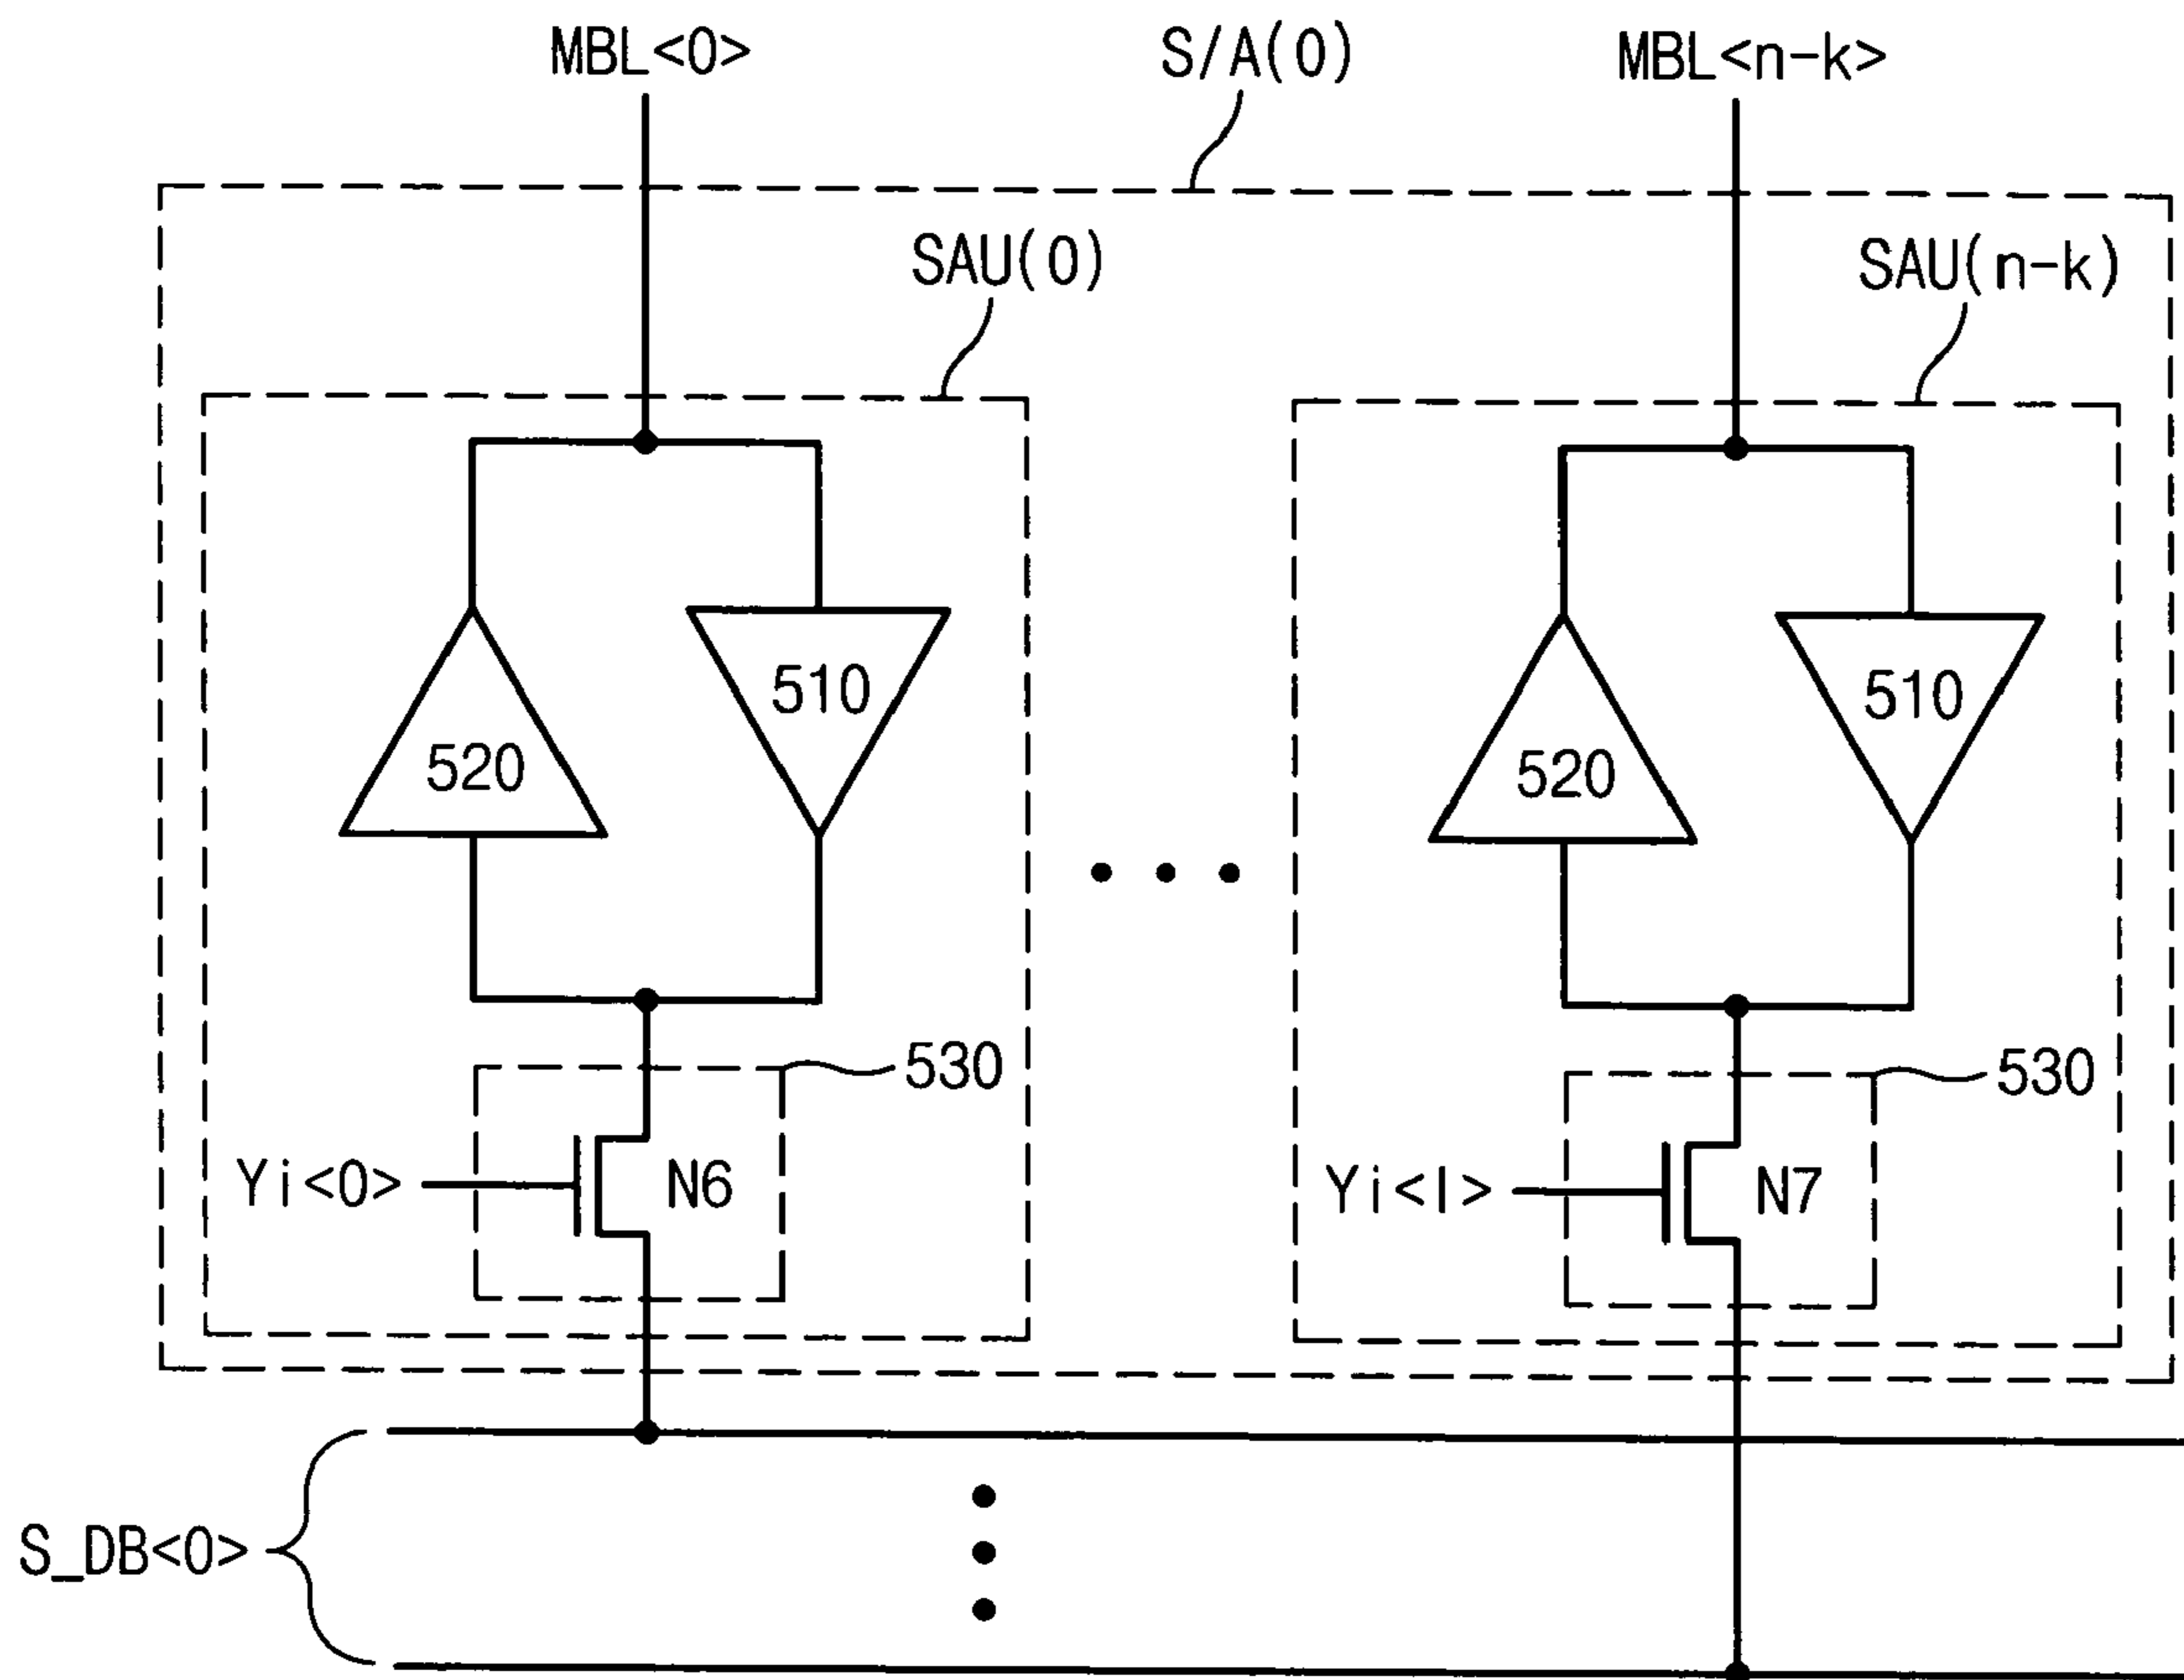 MBL<0>
S/A(0)
MBL<n-k>
SAU(0)
SAU(n-k)
510
510
520
520
530
530
Yi<0>
N6
Yi<l>
N7
S_DB<0>